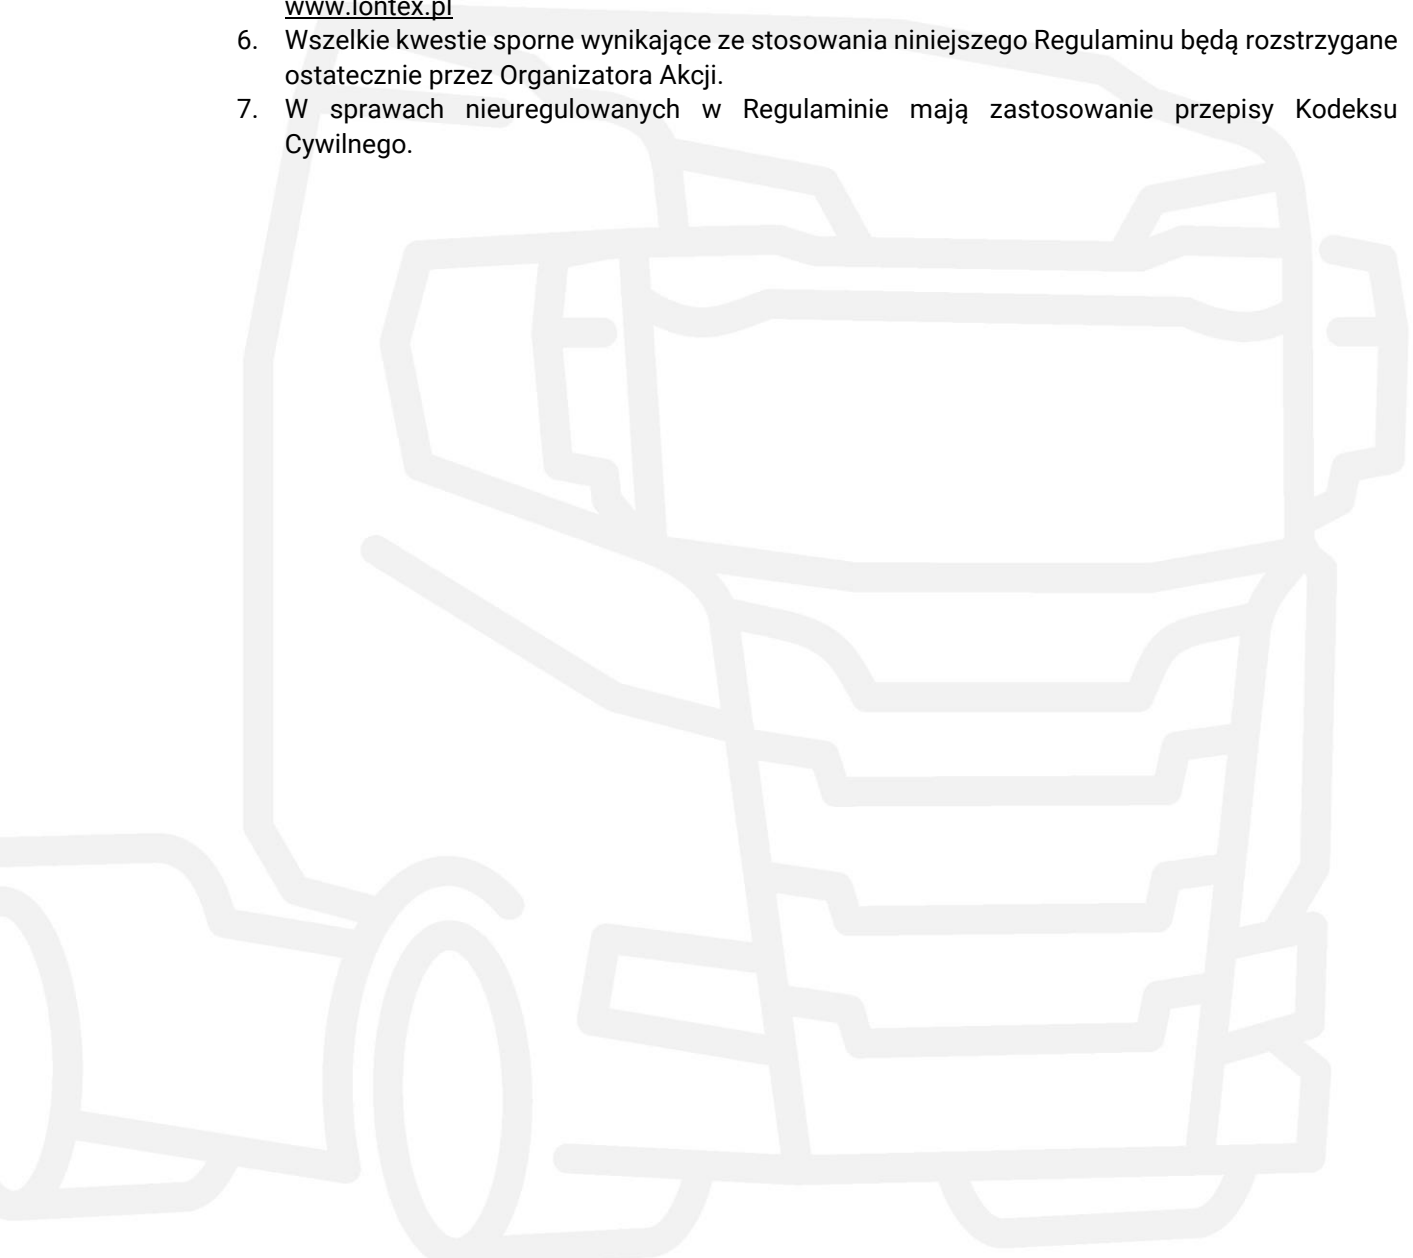 www.lontex.pl
6. Wszelkie kwestie sporne wynikające ze stosowania niniejszego Regulaminu będą rozstrzygane
ostatecznie przez Organizatora Akcji.
7. W sprawach nieuregulowanych w Regulaminie mają zastosowanie przepisy Kodeksu
Cywilnego.